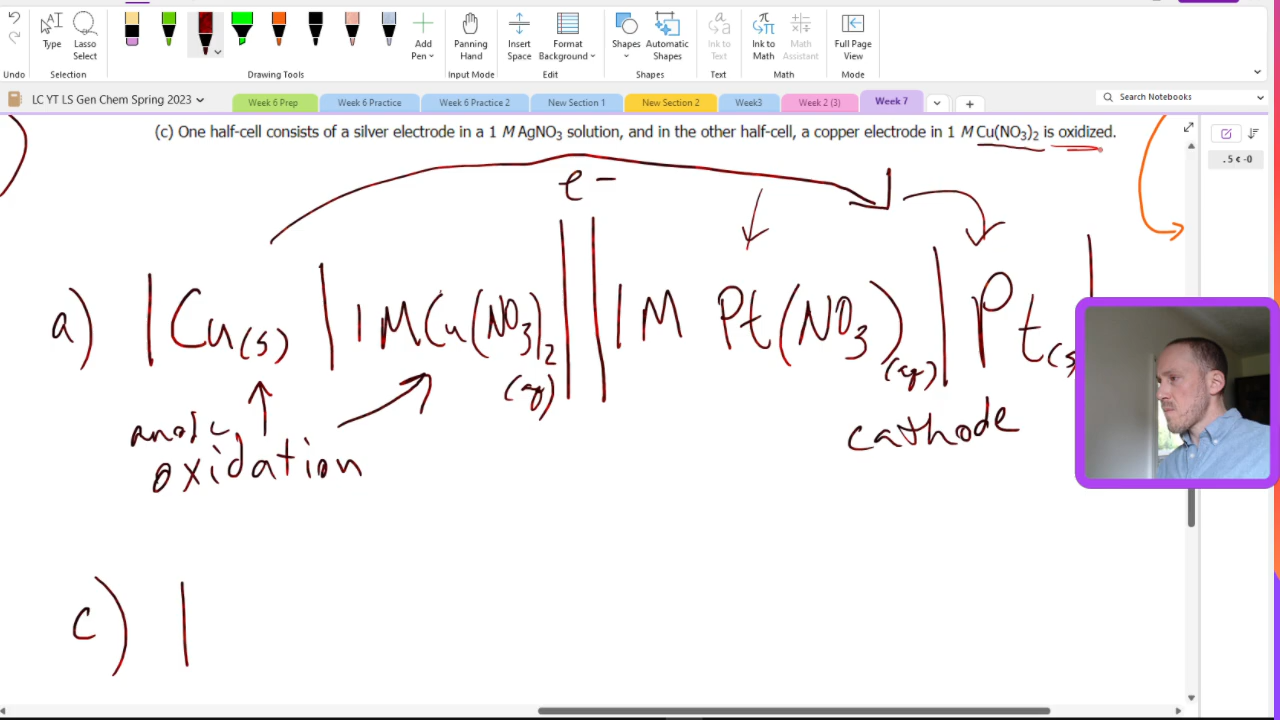 Undo
Type
Lasso Select
Selection
Drawing Tools
Add Pen
Panning Hand
Input Mode
Insert Space
Format Background
Edit
Shapes
Automatic Shapes
Shapes
Ink to Text
Text
Ink to Math
Math Assistant
Math
Full Page View
Mode
LC YT LS Gen Chem Spring 2023
Week 6 Prep
Week 6 Practice
Week 6 Practice 2
New Section 1
New Section 2
Week3
Week 2 (3)
Week 7
Search Notebooks
(c) One half-cell consists of a silver electrode in a 1 M AgNO3 solution, and in the other half-cell, a copper electrode in 1 M Cu(NO3)2 is oxidized.
. 5 ¢ -0
e-
a) | Cu(s) | 1M Cu(NO3)2 (aq) || 1M Pt(NO3) (aq) | Pt(s |
oxidation
cathode
c) |